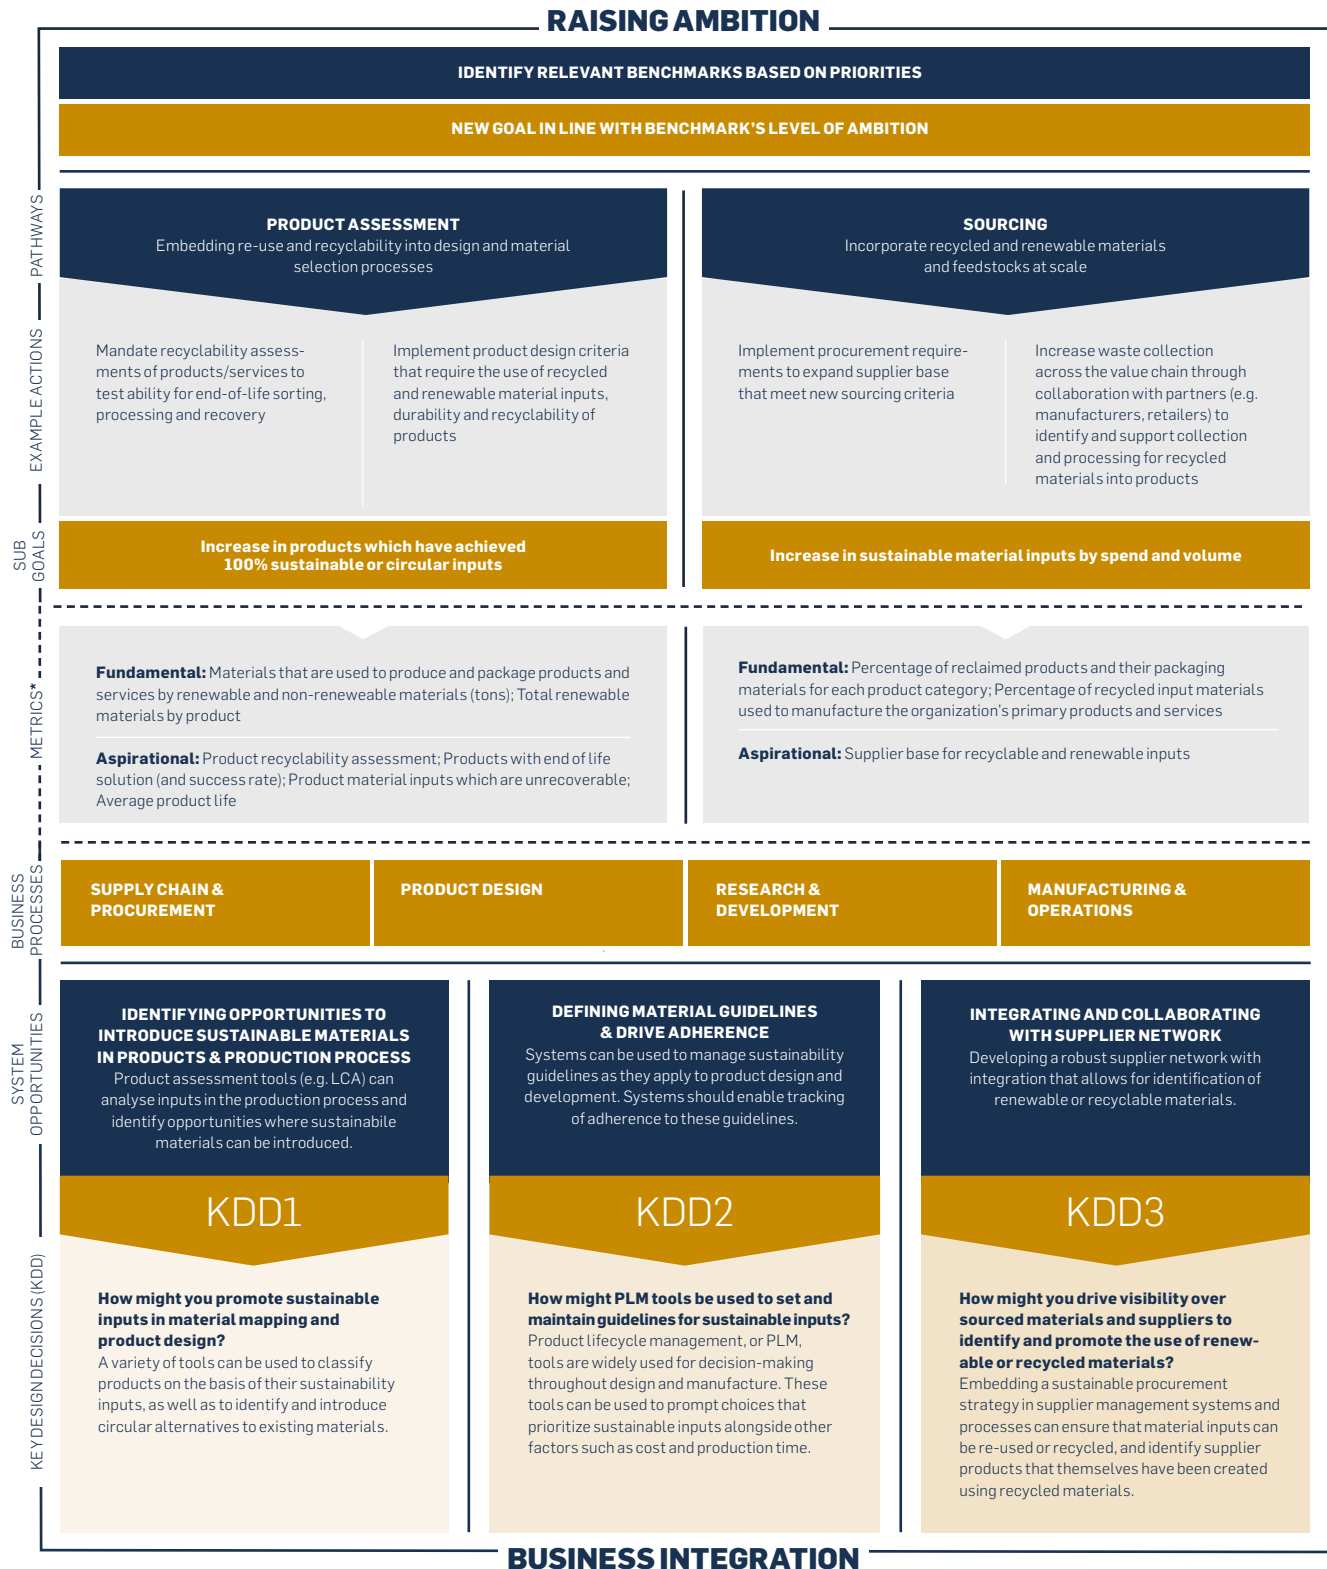 RAISING AMBITION
IDENTIFY RELEVANT BENCHMARKS BASED ON PRIORITIES
NEW GOAL IN LINE WITH BENCHMARK'S LEVEL OF AMBITION
PATHWAYS
PRODUCT ASSESSMENT
Embedding re-use and recyclability into design and material
selection processes
SOURCING
Incorporate recycled and renewable materials
and feedstocks at scale
EXAMPLE ACTIONS
Mandate recyclability assess-
ments of products/services to
test ability for end-of-life sorting,
processing and recovery
Implement product design criteria
that require the use of recycled
and renewable material inputs,
durability and recyclability of
products
Implement procurement require-
ments to expand supplier base
that meet new sourcing criteria
Increase waste collection
across the value chain through
collaboration with partners (e.g.
manufacturers, retailers) to
identify and support collection
and processing for recycled
materials into products
SUB
GOALS
Increase in products which have achieved
100% sustainable or circular inputs
Increase in sustainable material inputs by spend and volume
METRICS*
Fundamental: Materials that are used to produce and package products and
services by renewable and non-reneweable materials (tons); Total renewable
materials by product
Aspirational: Product recyclability assessment; Products with end of life
solution (and success rate); Product material inputs which are unrecoverable;
Average product life
Fundamental: Percentage of reclaimed products and their packaging
materials for each product category; Percentage of recycled input materials
used to manufacture the organization's primary products and services
Aspirational: Supplier base for recyclable and renewable inputs
BUSINESS
PROCESSES
SUPPLY CHAIN &
PROCUREMENT
PRODUCT DESIGN
RESEARCH &
DEVELOPMENT
MANUFACTURING &
OPERATIONS
SYSTEM
OPPORTUNITIES
IDENTIFYING OPPORTUNITIES TO
INTRODUCE SUSTAINABLE MATERIALS
IN PRODUCTS & PRODUCTION PROCESS
Product assessment tools (e.g. LCA) can
analyse inputs in the production process and
identify opportunities where sustainabile
materials can be introduced.
DEFINING MATERIAL GUIDELINES
& DRIVE ADHERENCE
Systems can be used to manage sustainability
guidelines as they apply to product design and
development. Systems should enable tracking
of adherence to these guidelines.
INTEGRATING AND COLLABORATING
WITH SUPPLIER NETWORK
Developing a robust supplier network with
integration that allows for identification of
renewable or recyclable materials.
KEY DESIGN DECISIONS (KDD)
KDD1
How might you promote sustainable
inputs in material mapping and
product design?
A variety of tools can be used to classify
products on the basis of their sustainability
inputs, as well as to identify and introduce
circular alternatives to existing materials.
KDD2
How might PLM tools be used to set and
maintain guidelines for sustainable inputs?
Product lifecycle management, or PLM,
tools are widely used for decision-making
throughout design and manufacture. These
tools can be used to prompt choices that
prioritize sustainable inputs alongside other
factors such as cost and production time.
KDD3
How might you drive visibility over
sourced materials and suppliers to
identify and promote the use of renew-
able or recycled materials?
Embedding a sustainable procurement
strategy in supplier management systems and
processes can ensure that material inputs can
be re-used or recycled, and identify supplier
products that themselves have been created
using recycled materials.
BUSINESS INTEGRATION